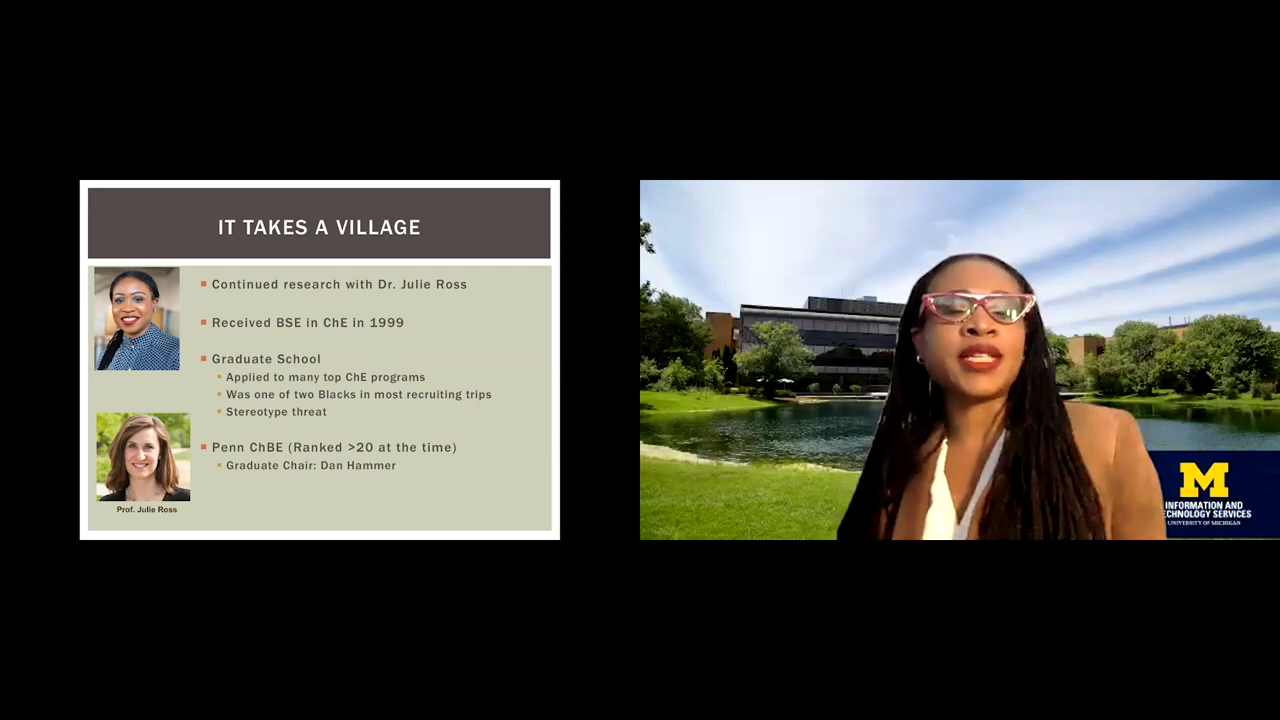 IT TAKES A VILLAGE
Continued research with Dr. Julie Ross
Received BSE in ChE in 1999
Graduate School
Applied to many top ChE programs
Was one of two Blacks in most recruiting trips
Stereotype threat
Penn ChBE (Ranked >20 at the time)
Graduate Chair: Dan Hammer
Prof. Julie Ross
M
INFORMATION AND
ECHNOLOGY SERVICES
UNIVERSITY OF MICHIGAN